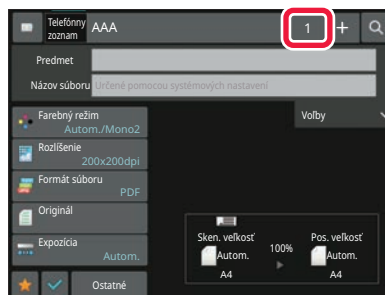 Telefónny
zoznam
AAA
1
+
Predmet
Názov súboru
Určené pomocou systémových nastavení
Farebný režim
Autom./Mono2
Voľby
Rozlíšenie
200x200dpi
Formát súboru
PDF
Originál
Expozícia
Autom.
Sken. veľkosť
Autom.
A4
100%
Pos. veľkosť
Autom.
A4
Ostatné